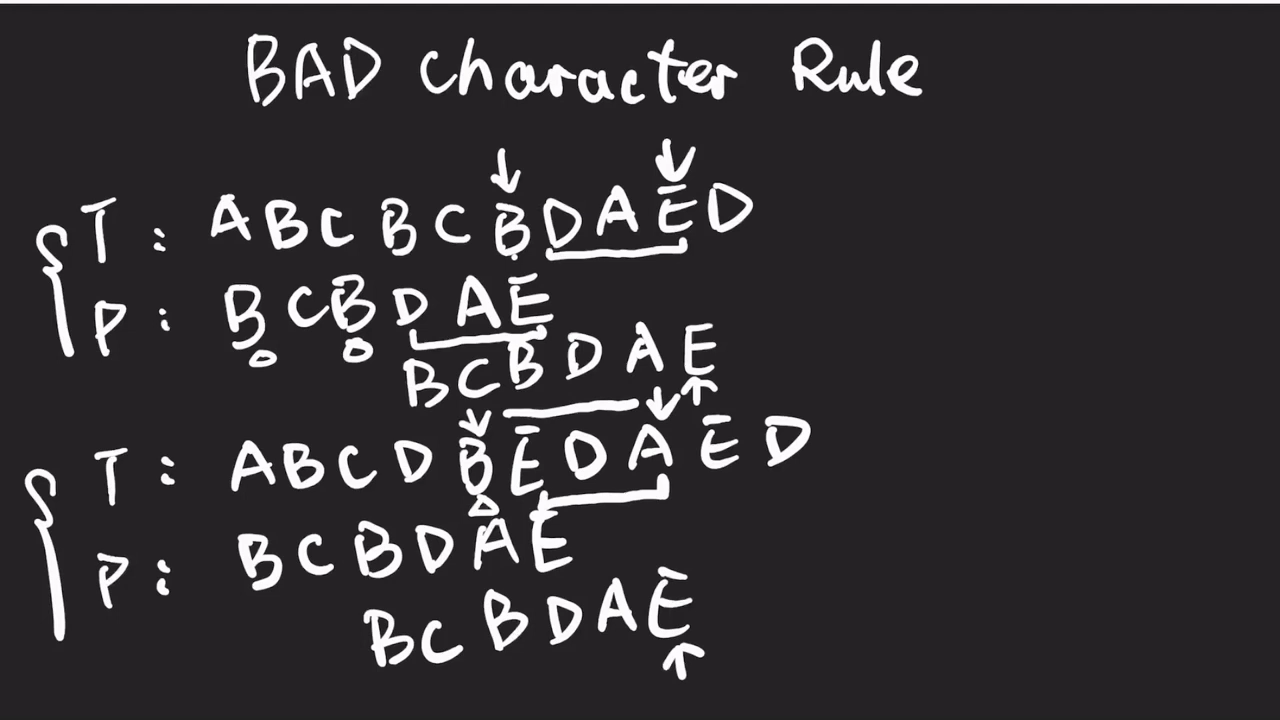 BAD Character Rule
T: ABCBCBDAED
P: BCBDAE
BCBDAE
T: ABCDBEDAED
P: BCBDAE
BCBDAE